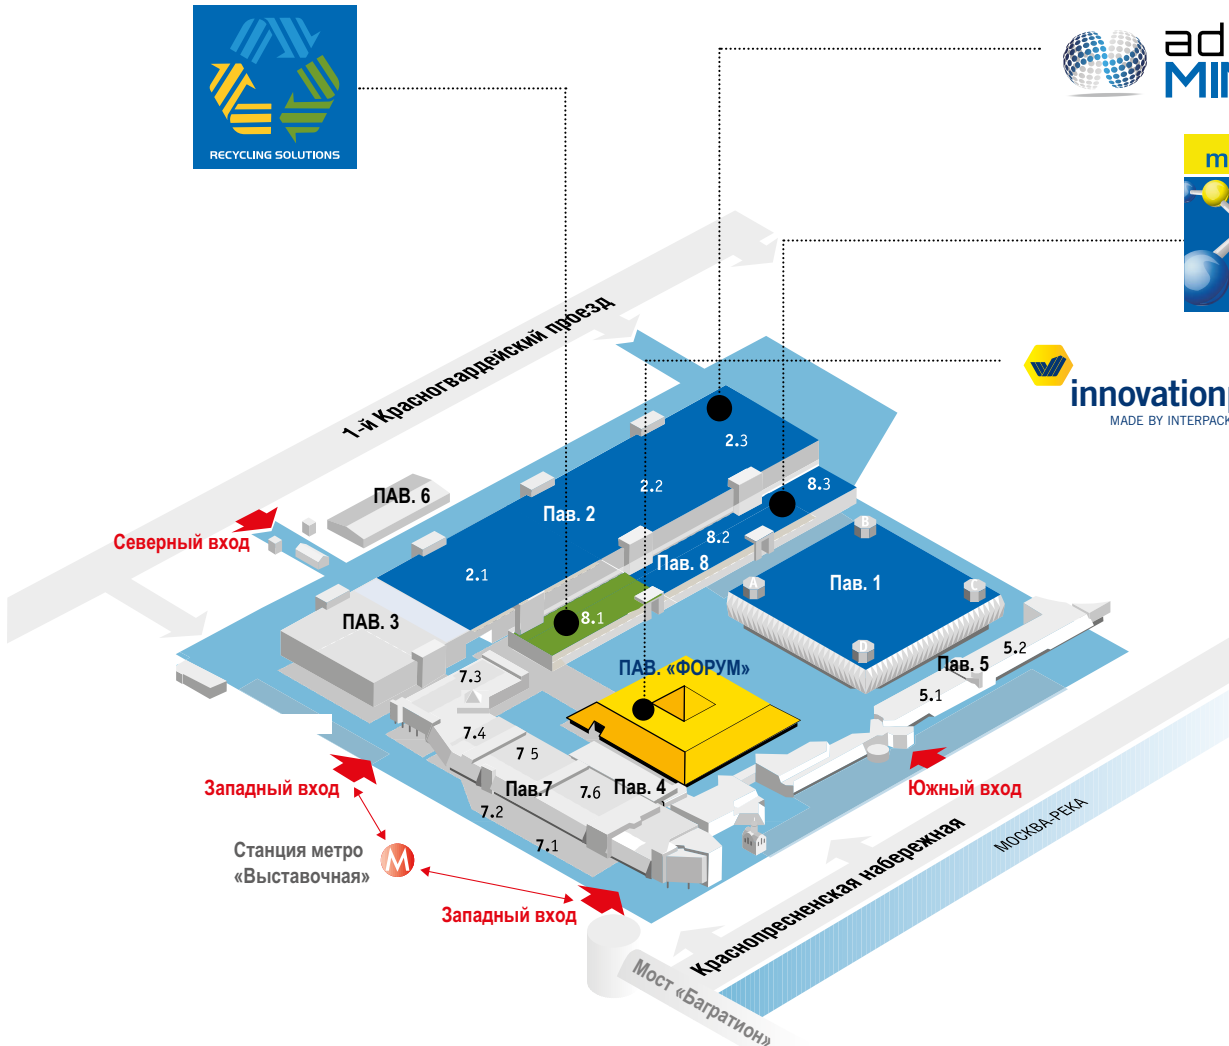 RECYCLING SOLUTIONS
ad
MIN
m
innovation
MADE BY INTERPACK
1-й Красногвардейский проезд
ПАВ. 6
Северный вход
Пав. 2
2.3
2.2
2.1
8.3
8.2
Пав. 8
8.1
ПАВ. 3
Пав. 1
B
A
C
D
5.2
Пав. 5
5.1
ПАВ. «ФОРУМ»
7.3
7.4
7 5
7.6
Пав.7
Пав. 4
7.2
7.1
Западный вход
Южный вход
Станция метро
«Выставочная»
М
Западный вход
МОСКВА-РЕКА
Краснопресненская набережная
Мост «Багратион»